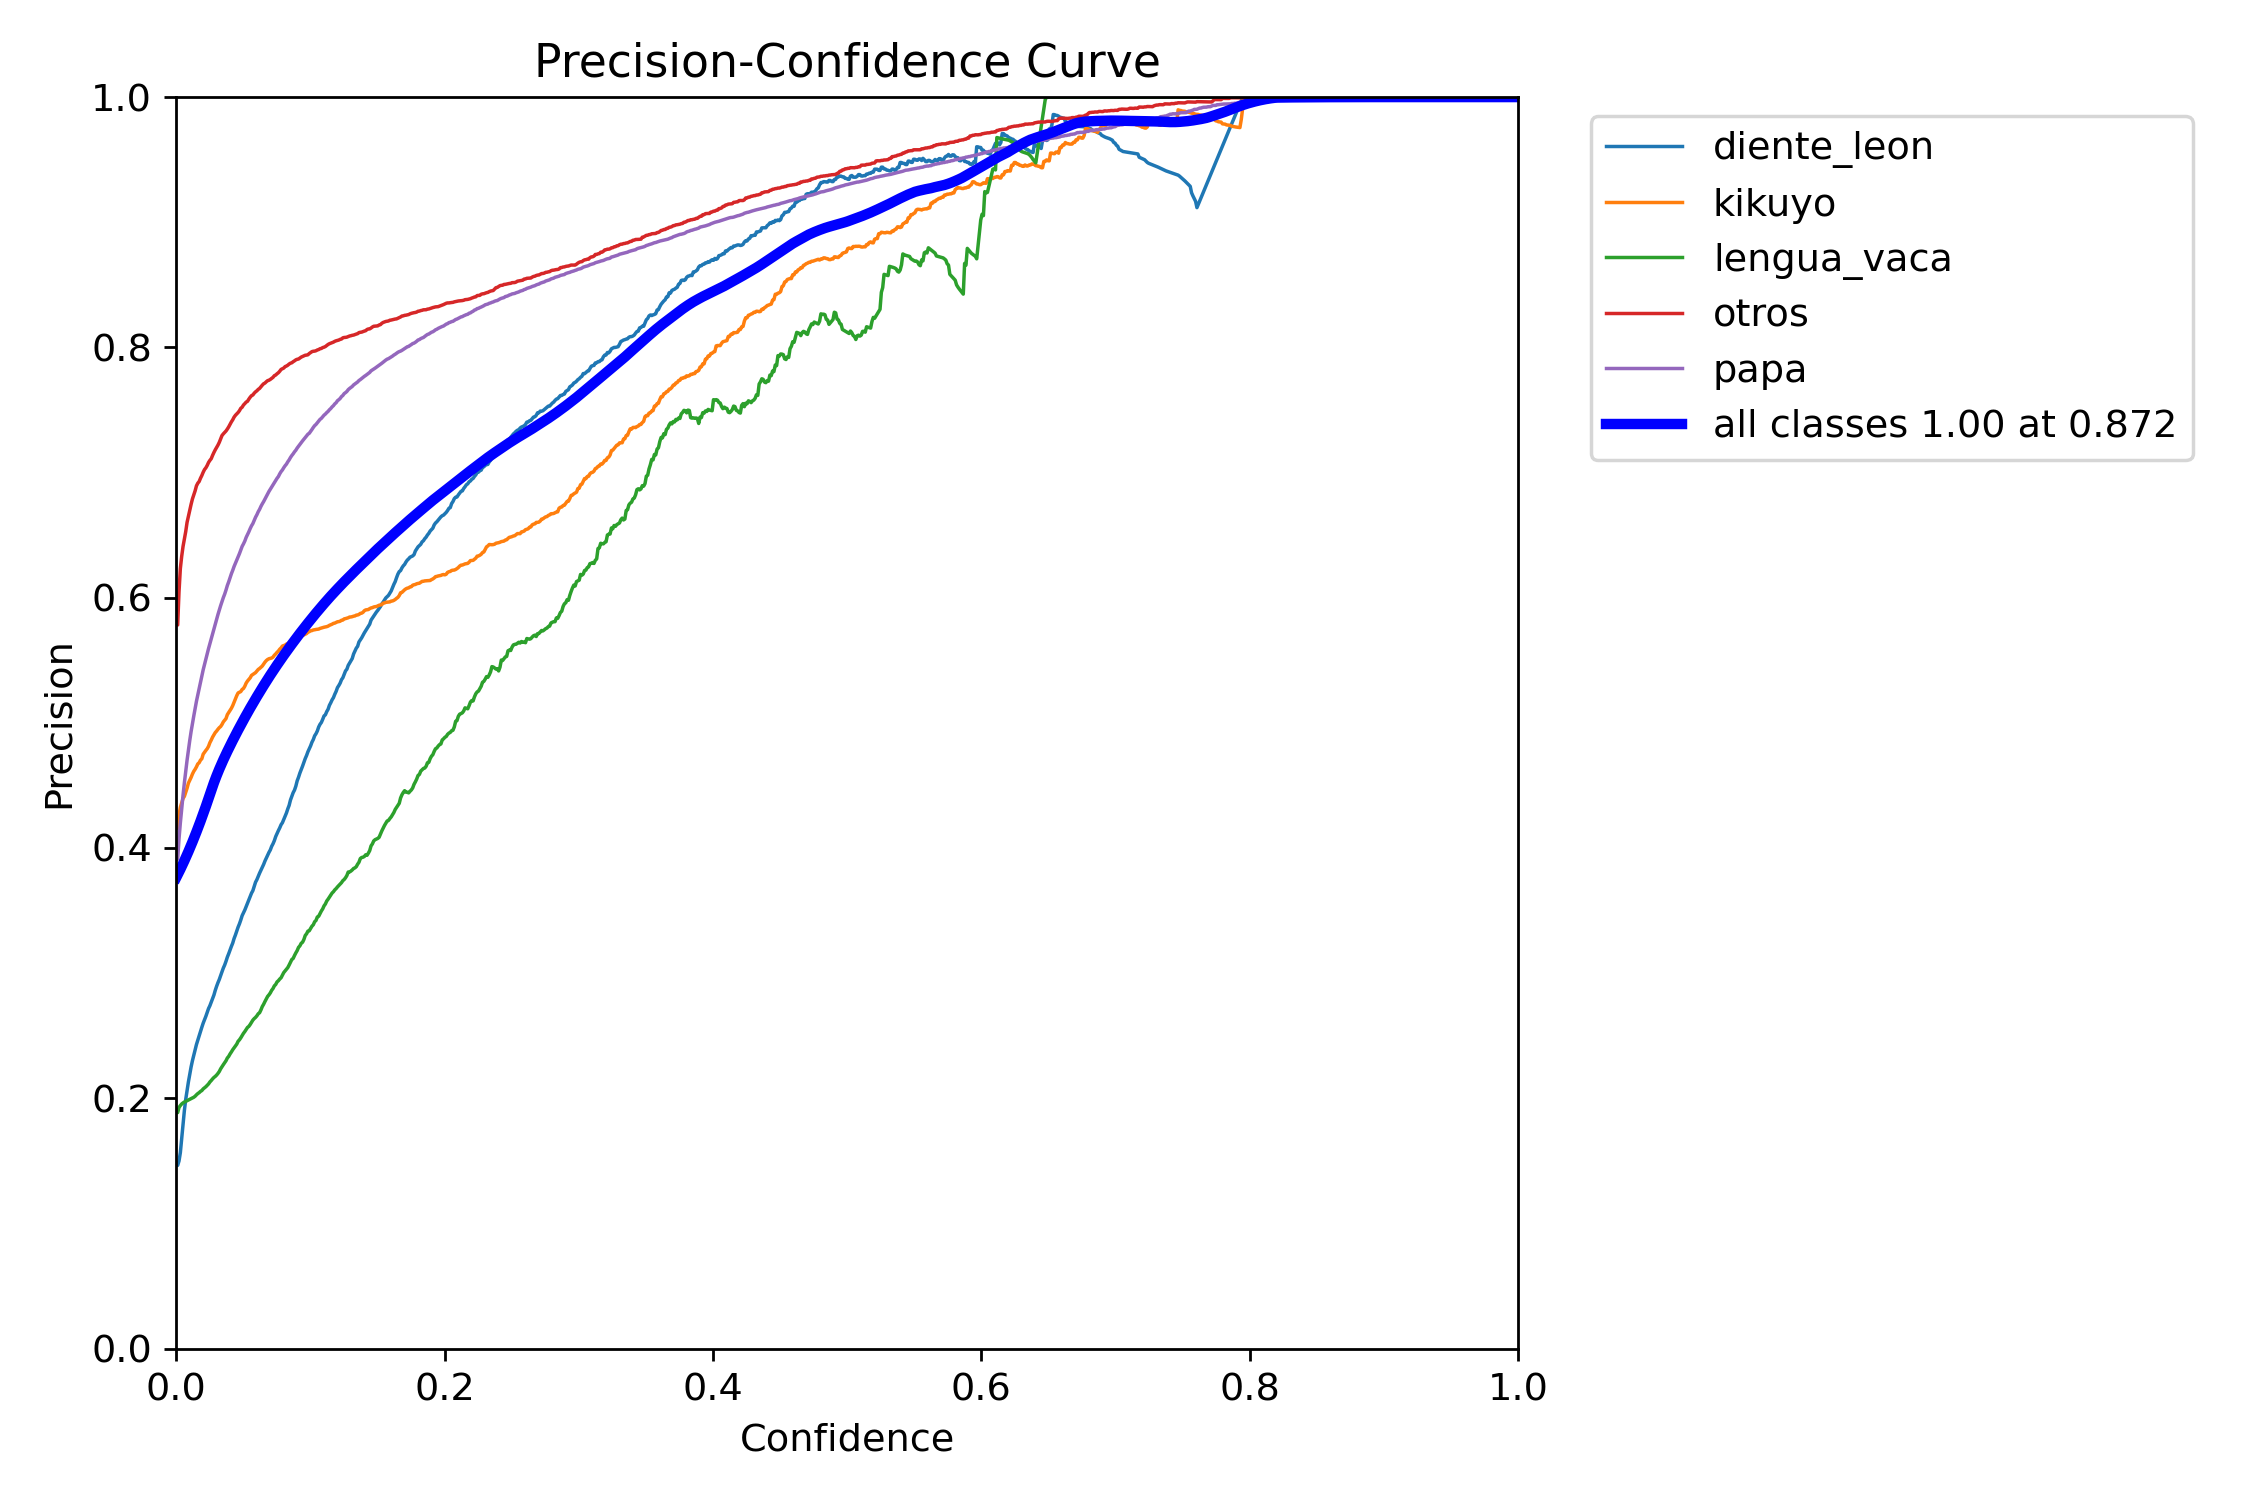 Precision-Confidence Curve
1.0
0.8
0.6
0.4
0.2
0.0
Precision
0.0 0.2 0.4 0.6 0.8 1.0
Confidence
diente_leon
kikuyo
lengua_vaca
otros
papa
all classes 1.00 at 0.872